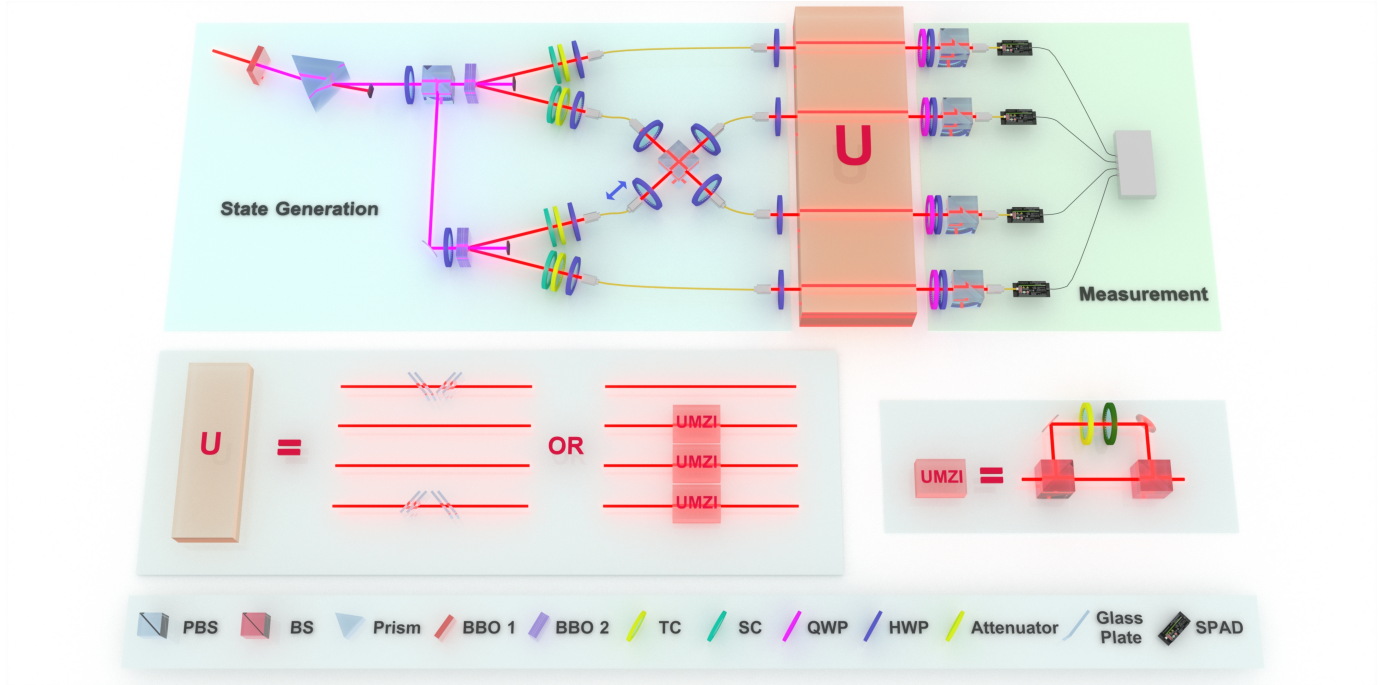 State Generation
U
Measurement
U
=
OR
UMZI
UMZI
UMZI
UMZI
=
PBS
BS
Prism
BBO 1
BBO 2
TC
SC
QWP
HWP
Attenuator
Glass
Plate
SPAD